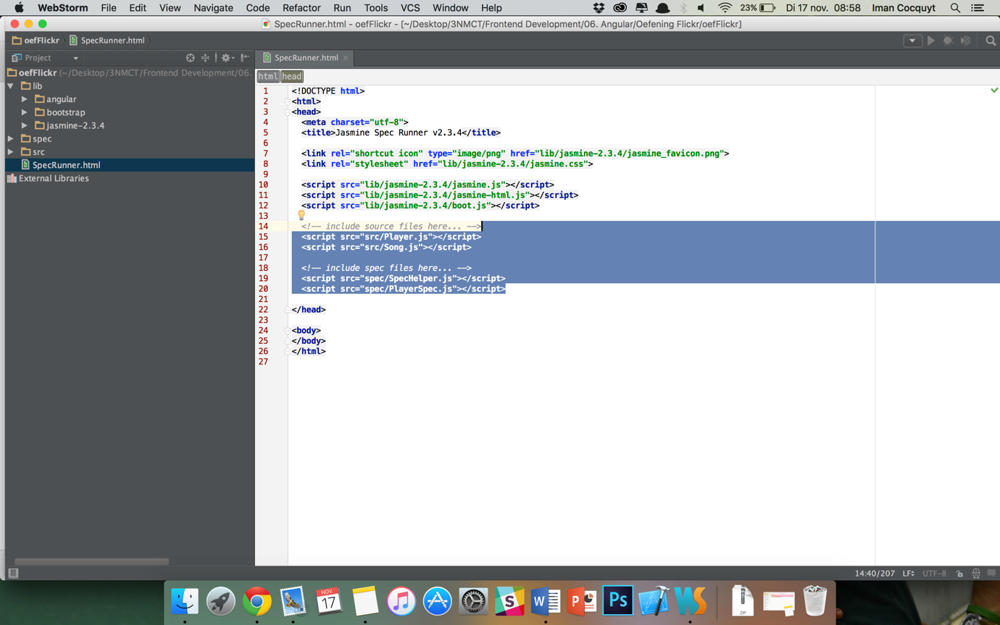 WebStorm File Edit View Navigate Code Refactor Run Tools VCS Window Help 23% Di 17 nov. 08:58 Iman Cocquyt
SpecRunner.html - oefFlickr - [~/Desktop/3NMCT/Frontend Development/06. Angular/Oefening Flickr/oefFlickr]
oefFlickr SpecRunner.html
Project SpecRunner.html
oefFlickr (~/Desktop/3NMCT/Frontend Development/06.
lib
angular
bootstrap
jasmine-2.3.4
spec
src
SpecRunner.html
External Libraries
html head
1 <!DOCTYPE html>
2 <html>
3 <head>
4 <meta charset="utf-8">
5 <title>Jasmine Spec Runner v2.3.4</title>
6
7 <link rel="shortcut icon" type="image/png" href="lib/jasmine-2.3.4/jasmine_favicon.png">
8 <link rel="stylesheet" href="lib/jasmine-2.3.4/jasmine.css">
9
10 <script src="lib/jasmine-2.3.4/jasmine.js"></script>
11 <script src="lib/jasmine-2.3.4/jasmine-html.js"></script>
12 <script src="lib/jasmine-2.3.4/boot.js"></script>
13
14 <!-- include source files here... -->
15 <script src="src/Player.js"></script>
16 <script src="src/Song.js"></script>
17
18 <!-- include spec files here... -->
19 <script src="spec/SpecHelper.js"></script>
20 <script src="spec/PlayerSpec.js"></script>
21
22 </head>
23
24 <body>
25 </body>
26 </html>
27
14:40/207 LF UTF-8
NOV.
17
S
W
P
Ps
WS
ZIP